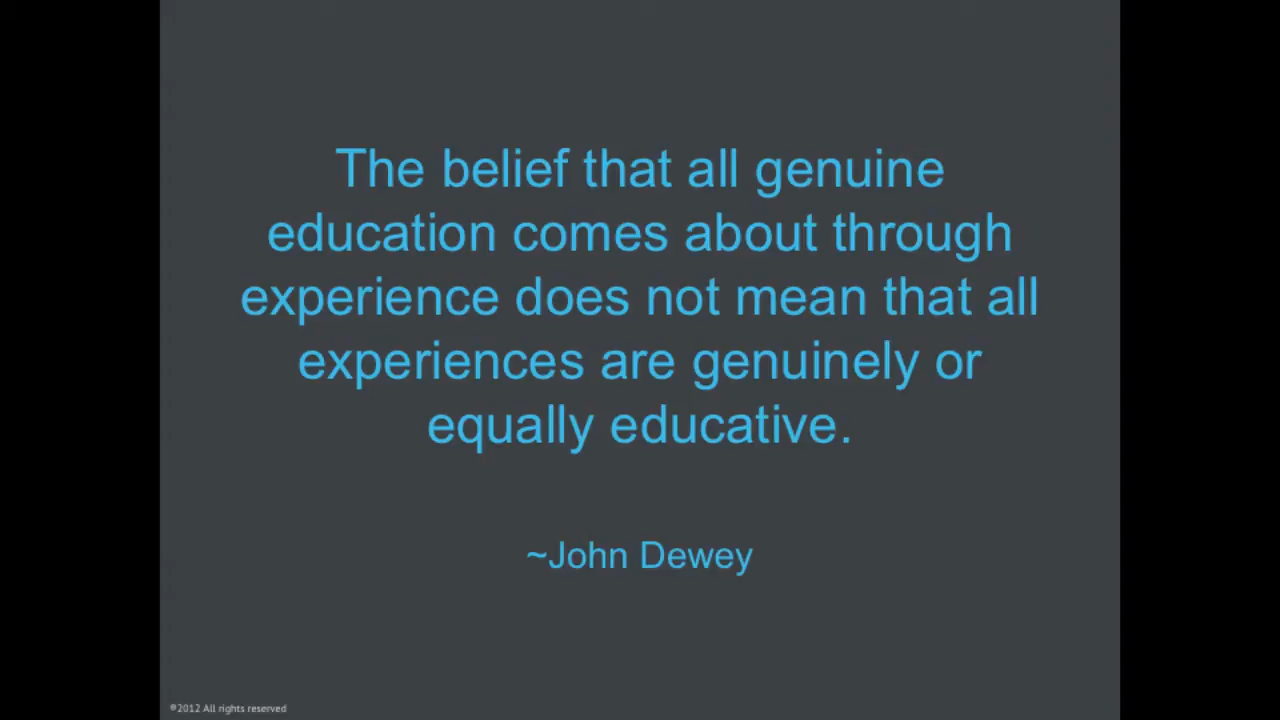 The belief that all genuine
education comes about through
experience does not mean that all
experiences are genuinely or
equally educative.
~John Dewey
®2012 All rights reserved